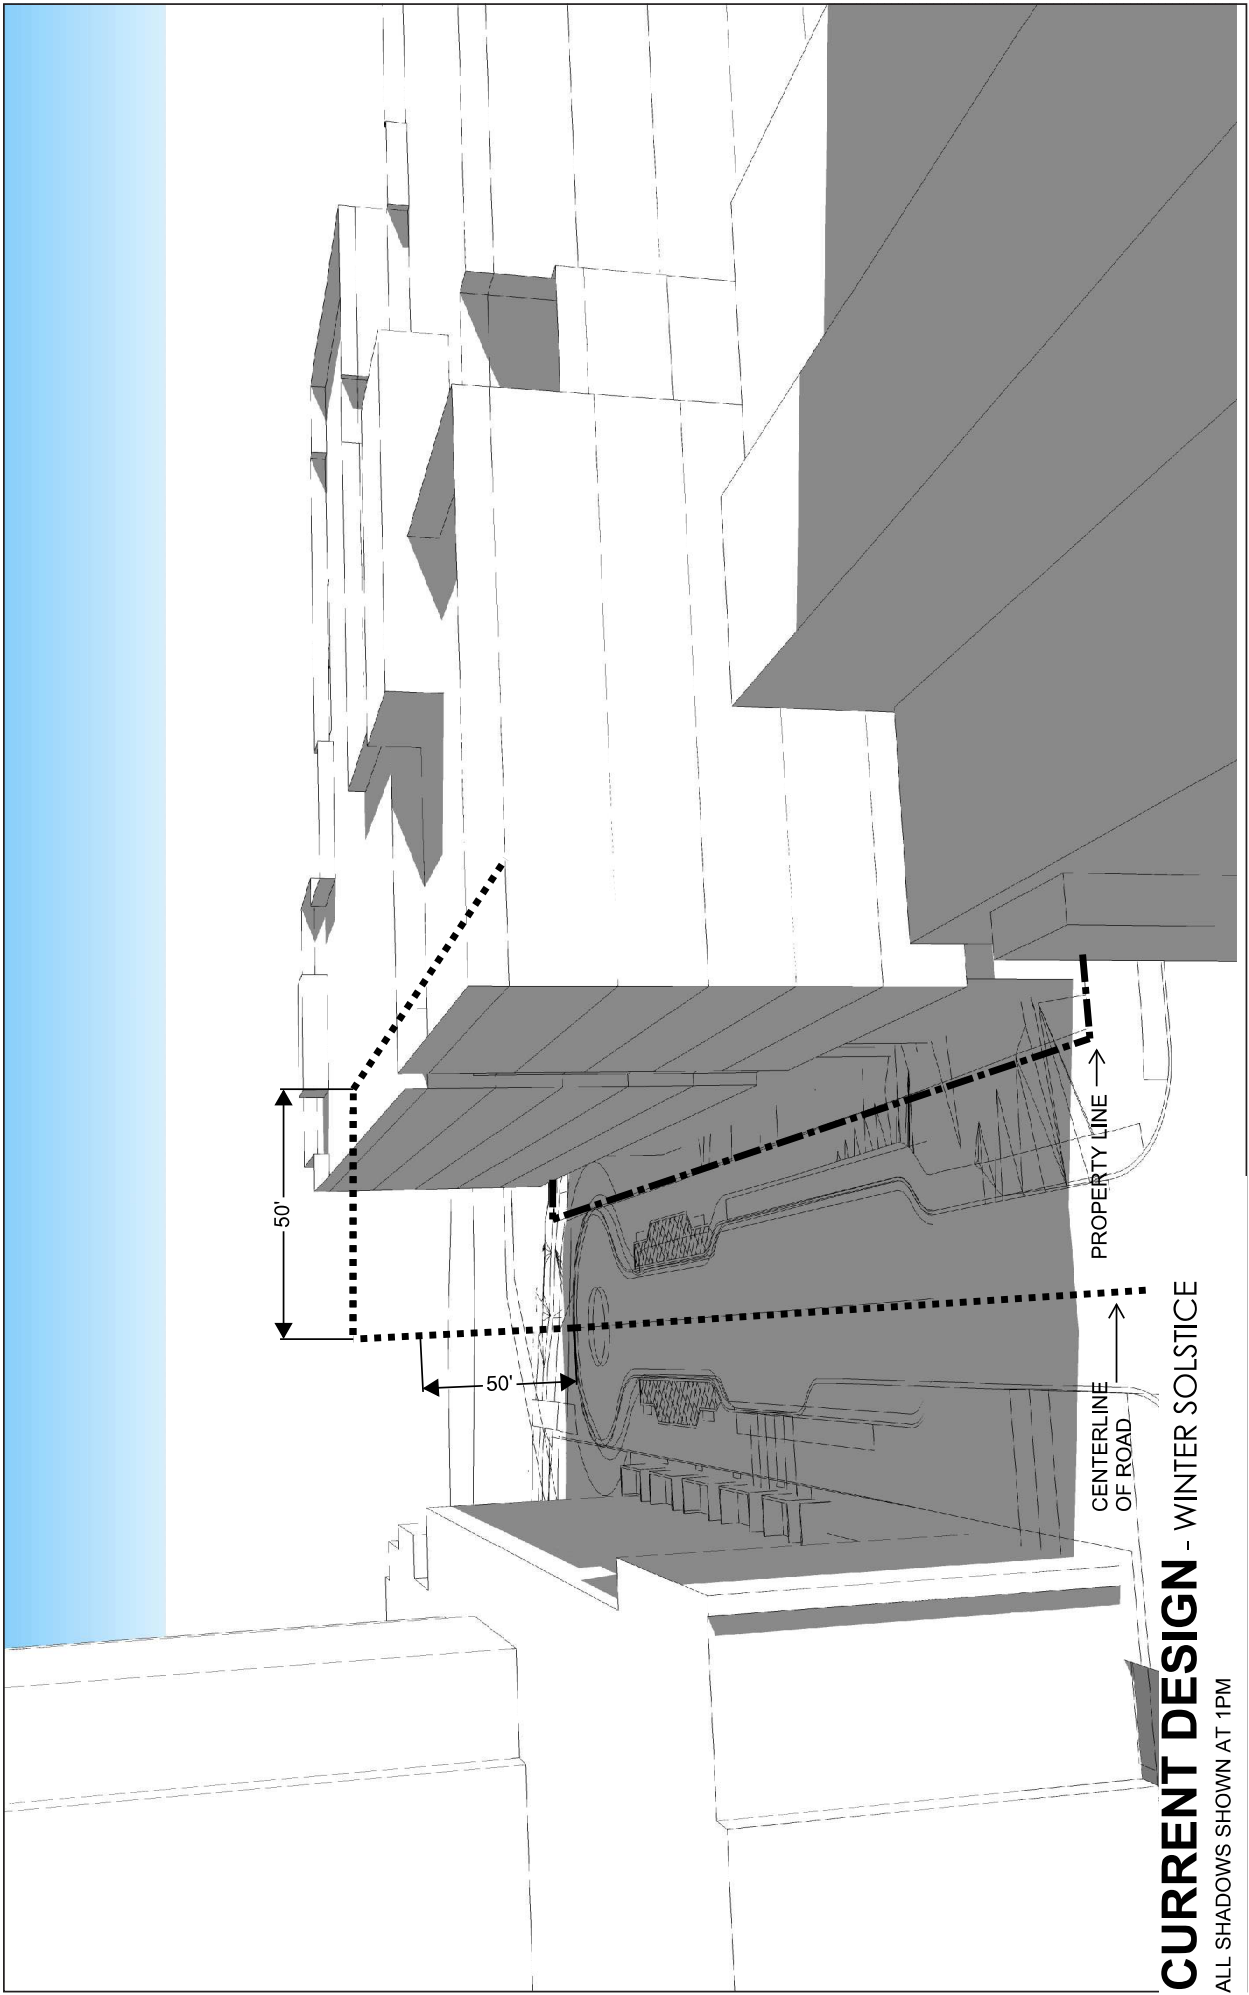 50'
50'
PROPERTY LINE
CENTERLINE
OF ROAD
CURRENT DESIGN - WINTER SOLSTICE
ALL SHADOWS SHOWN AT 1PM